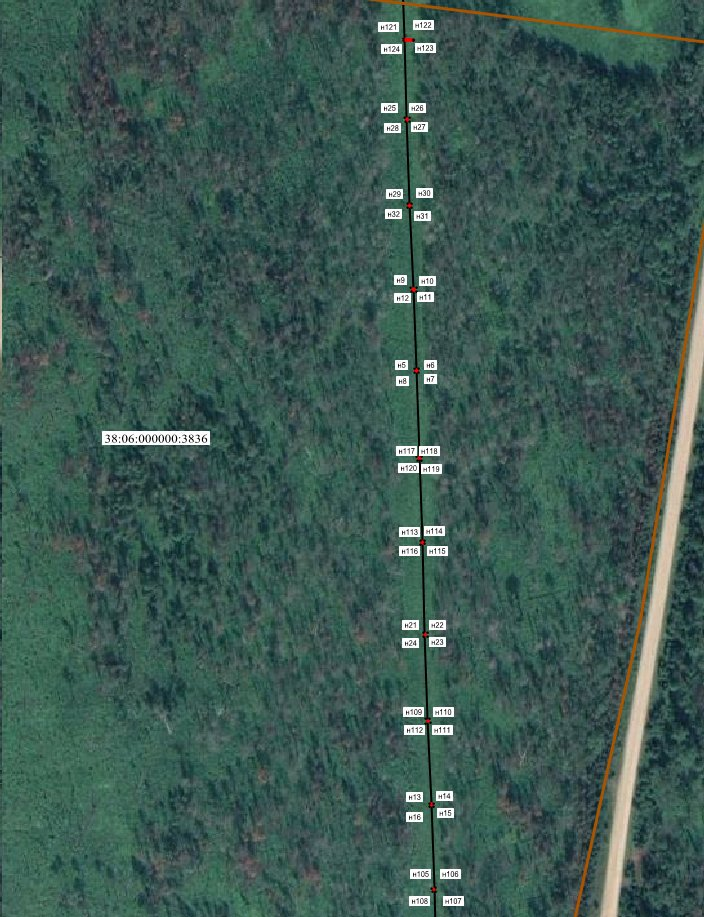 н121 н122
н124 н123
н25 н26
н28 н27
н29 н30
н32 н31
н9 н10
н12 н11
н5 н6
н8 н7
38:06:000000:3836
н117 н118
н120 н119
н113 н114
н116 н115
н21 н22
н24 н23
н109 н110
н112 н111
н13 н14
н16 н15
н105 н106
н108 н107